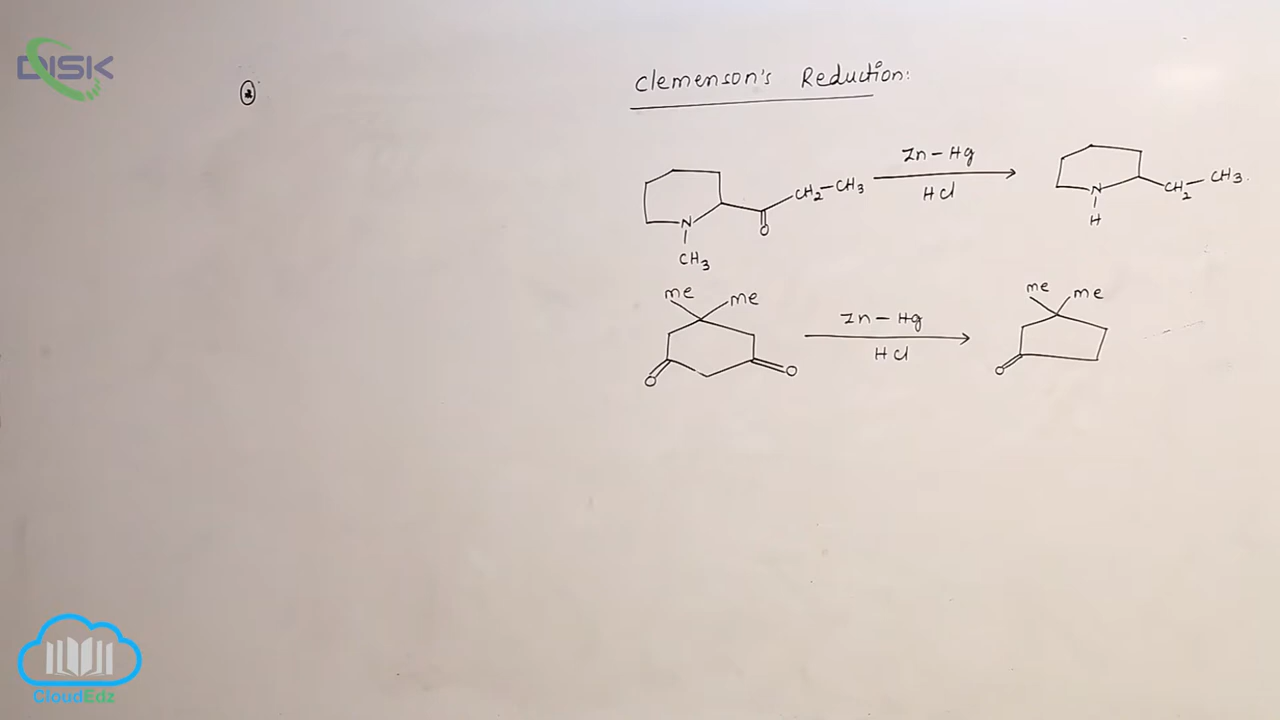 DISK
Clemenson's Reduction:
CH2-CH3 Zn-Hg CH2-CH3.
HCl
N O N
CH3 H
me me Zn-Hg me me
HCl
O O O
CloudEdz